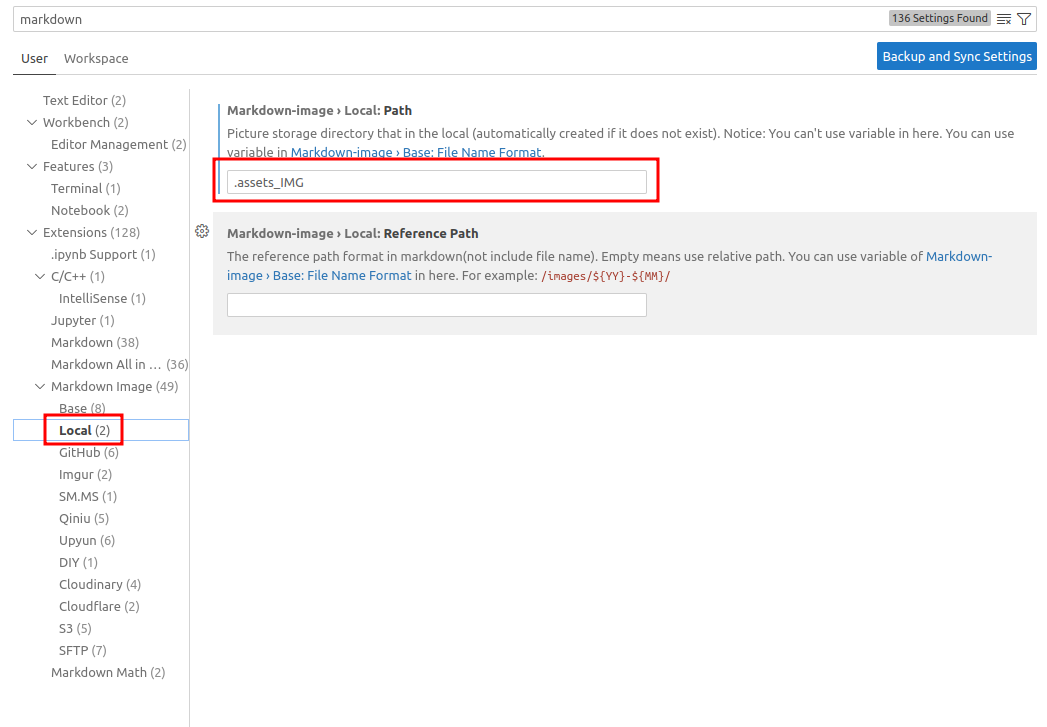 markdown
136 Settings Found
User
Workspace
Backup and Sync Settings
Text Editor (2)
Workbench (2)
Editor Management (2)
Features (3)
Terminal (1)
Notebook (2)
Extensions (128)
.ipynb Support (1)
C/C++ (1)
IntelliSense (1)
Jupyter (1)
Markdown (38)
Markdown All in ... (36)
Markdown Image (49)
Base (8)
Local (2)
GitHub (6)
Imgur (2)
SM.MS (1)
Qiniu (5)
Upyun (6)
DIY (1)
Cloudinary (4)
Cloudflare (2)
S3 (5)
SFTP (7)
Markdown Math (2)
Markdown-image › Local: Path
Picture storage directory that in the local (automatically created if it does not exist). Notice: You can't use variable in here. You can use
variable in Markdown-image › Base: File Name Format.
.assets_IMG
Markdown-image › Local: Reference Path
The reference path format in markdown(not include file name). Empty means use relative path. You can use variable of Markdown-
image › Base: File Name Format in here. For example: /images/${YY}-${MM}/